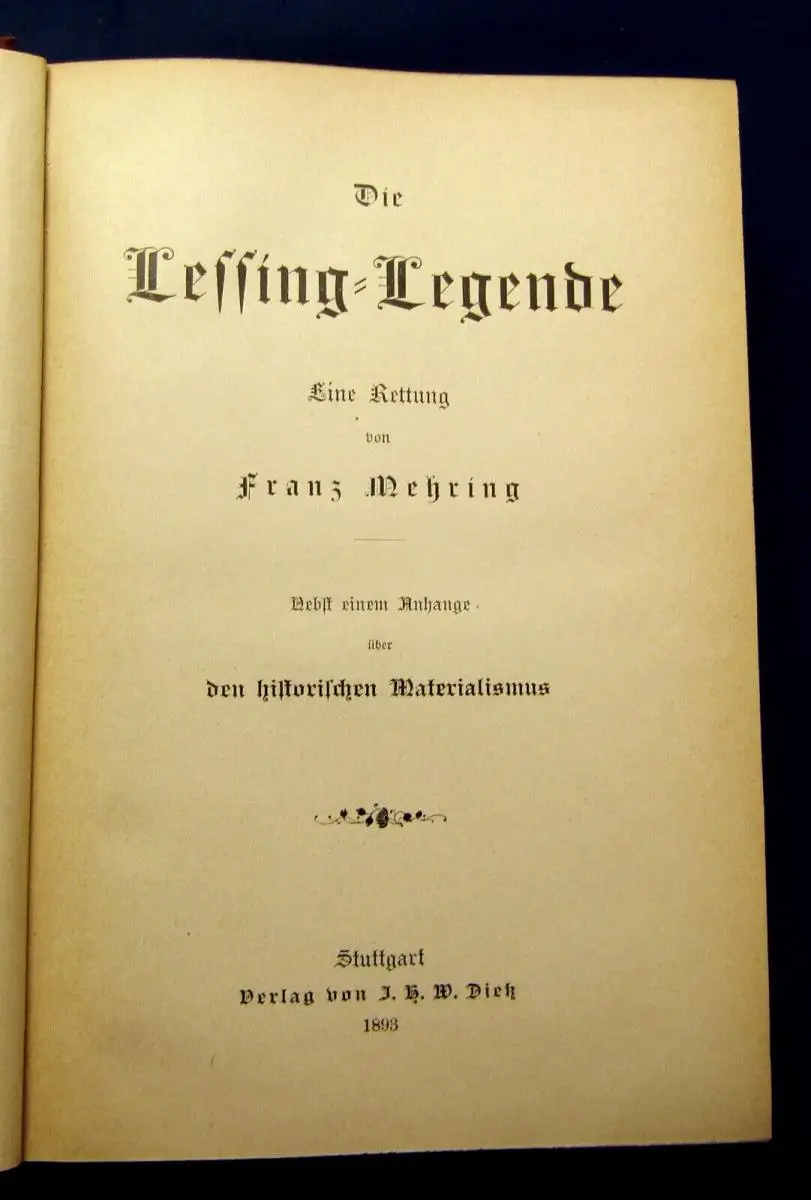 Die
Leſſing-Legende
Eine Rettung
von
Franz Mehring
Nebſt einem Anhange
über
den hiſtoriſchen Materialismus
Stuttgart
Verlag von J. H. W. Dietz
1893